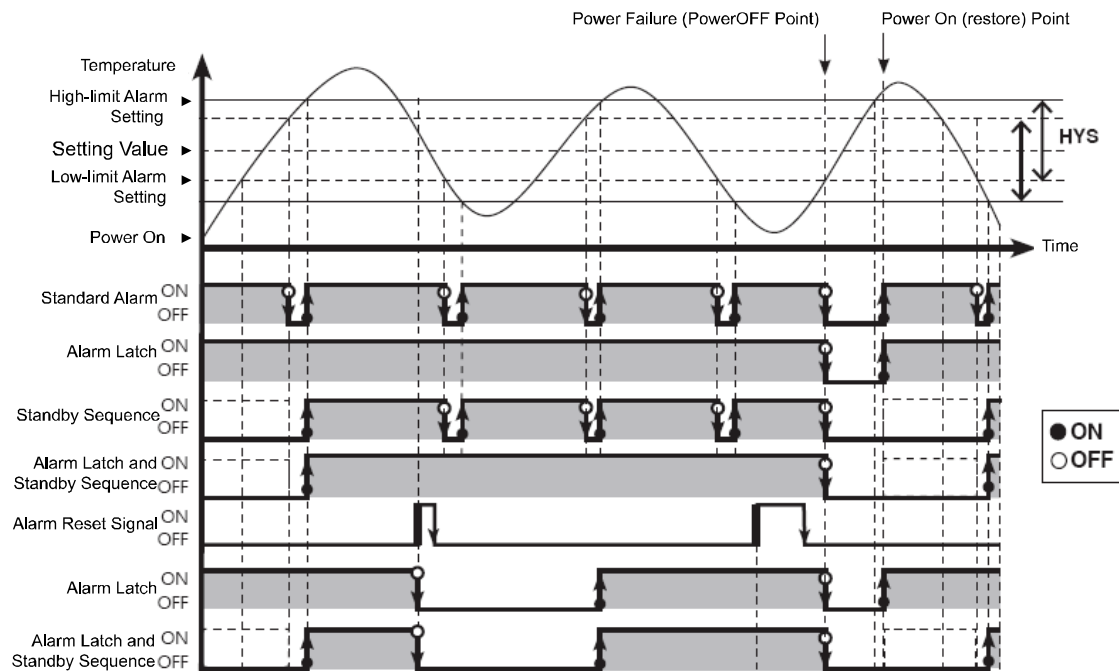 Power Failure (PowerOFF Point)
Power On (restore) Point
Temperature
High-limit Alarm
Setting
Setting Value
Low-limit Alarm
Setting
Power On
HYS
Time
Standard Alarm
ON
OFF
Alarm Latch
ON
OFF
Standby Sequence
ON
OFF
Alarm Latch and
Standby Sequence
ON
OFF
Alarm Reset Signal
ON
OFF
Alarm Latch
ON
OFF
Alarm Latch and
Standby Sequence
ON
OFF
ON
OFF